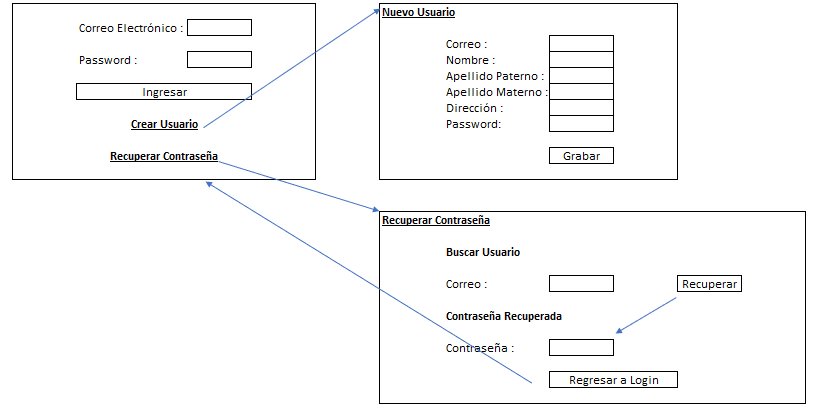 Correo Electrónico :
Password :
Ingresar
Crear Usuario
Recuperar Contraseña
Nuevo Usuario
Correo :
Nombre :
Apellido Paterno :
Apellido Materno :
Dirección :
Password:
Grabar
Recuperar Contraseña
Buscar Usuario
Correo :
Recuperar
Contraseña Recuperada
Contraseña :
Regresar a Login